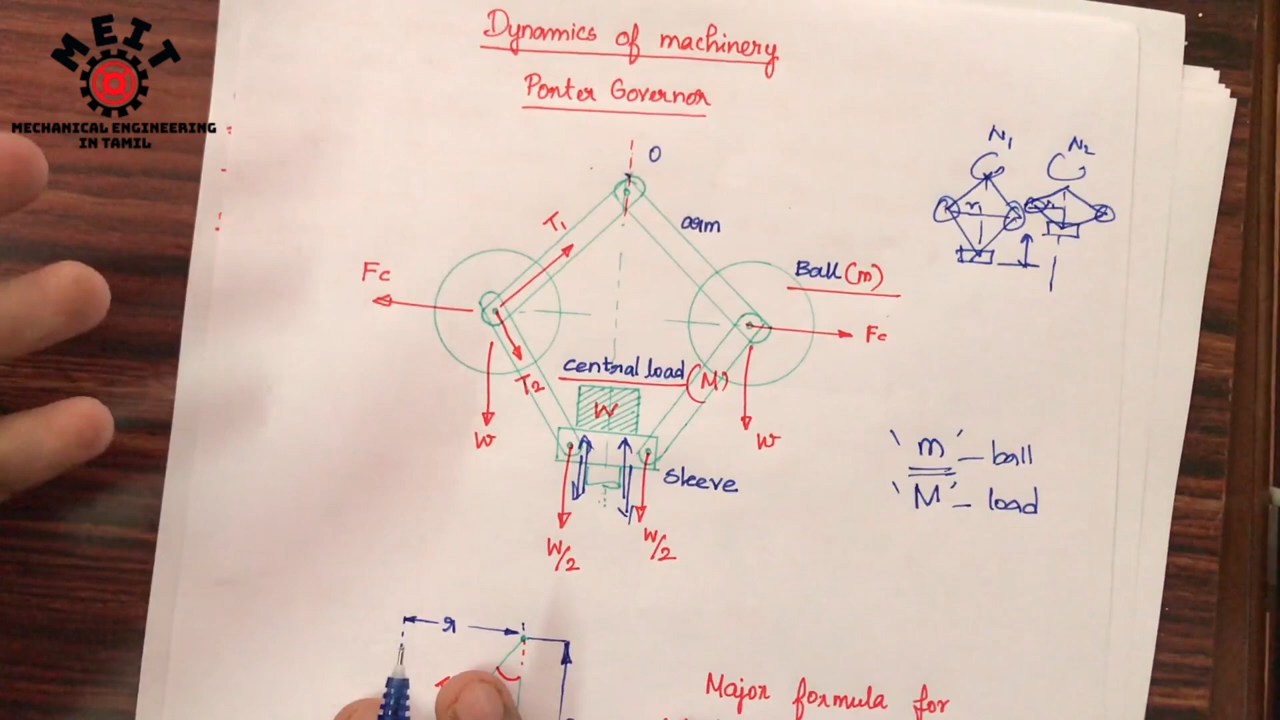 MEIT
MECHANICAL ENGINEERING
IN TAMIL
Dynamics of machinery
Porter Governor
O
T1
arm
Fc
Ball (m)
Fc
central load (M)
T2
W
w
w
sleeve
W/2
W/2
N1
N2
r1
'm' - ball
'M' - load
r
Major formula for